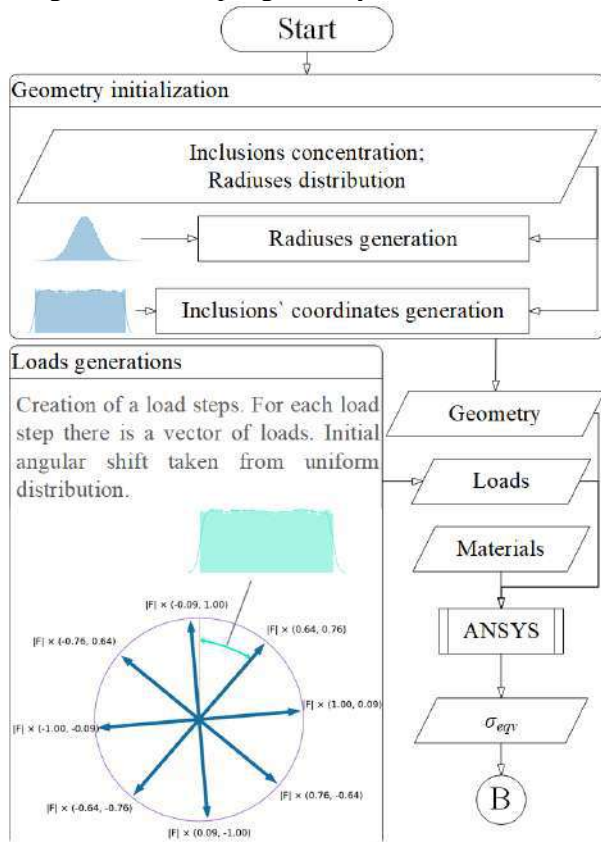 Start
Geometry initialization
Inclusions concentration;
Radiuses distribution
Radiuses generation
Inclusions` coordinates generation
Loads generations
Creation of a load steps. For each load
step there is a vector of loads. Initial
angular shift taken from uniform
distribution.
|F| × (-0.09, 1.00)
|F| × (0.64, 0.76)
|F| × (-0.76, 0.64)
|F| × (1.00, 0.09)
|F| × (-1.00, -0.09)
|F| × (0.76, -0.64)
|F| × (-0.64, -0.76)
|F| × (0.09, -1.00)
Geometry
Loads
Materials
ANSYS
σeqv
B